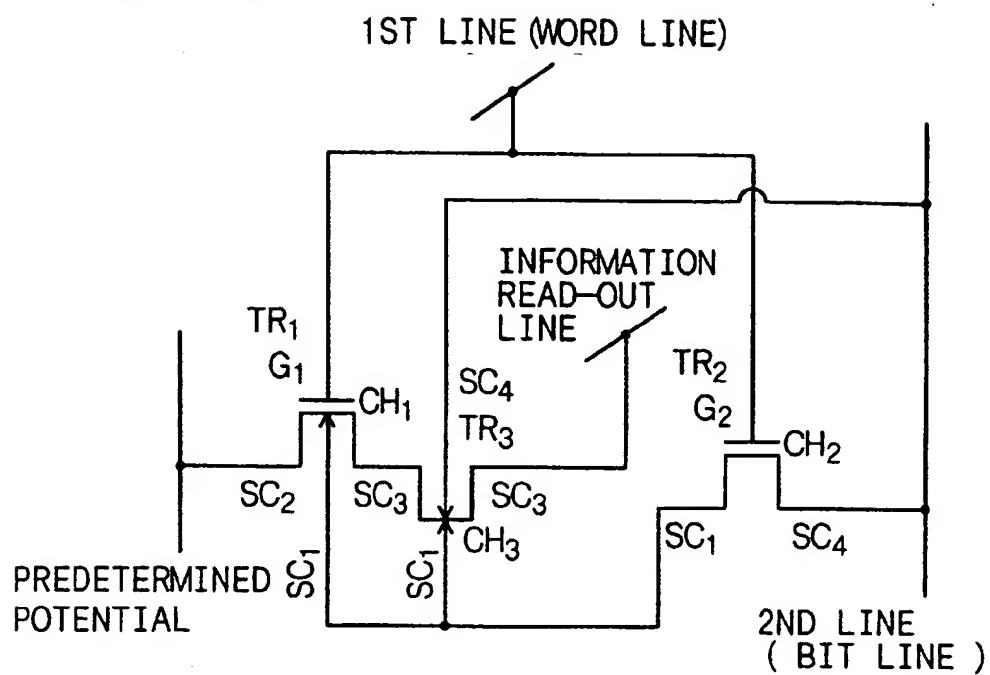 1ST LINE (WORD LINE)
INFORMATION
READ-OUT
LINE
TR1
G1
CH1
SC4
TR3
TR2
G2
CH2
SC2
SC3
SC3
CH3
SC1
SC1
SC1
SC4
PREDETERMINED
POTENTIAL
2ND LINE
( BIT LINE )